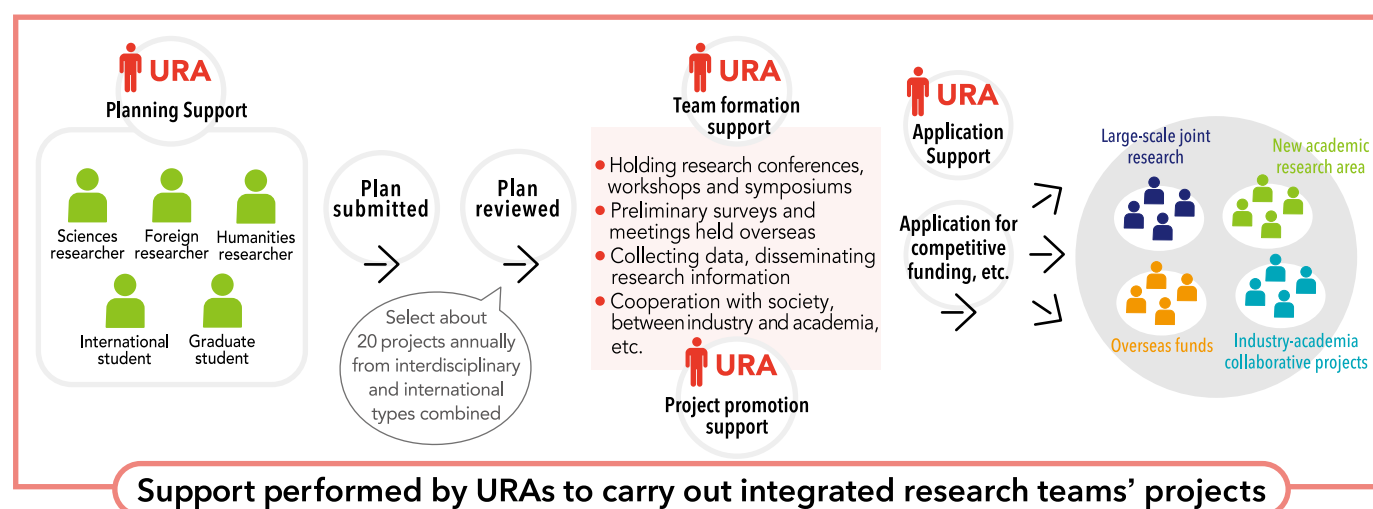 URA
Planning Support
Sciences
researcher
Foreign
researcher
Humanities
researcher
International
student
Graduate
student
Plan
submitted
Plan
reviewed
Select about
20 projects annually
from interdisciplinary
and international
types combined
URA
Team formation
support
● Holding research conferences,
workshops and symposiums
● Preliminary surveys and
meetings held overseas
● Collecting data, disseminating
research information
● Cooperation with society,
between industry and academia,
etc.
URA
Project promotion
support
URA
Application
Support
Application for
competitive
funding, etc.
Large-scale joint
research
New academic
research area
Overseas funds
Industry-academia
collaborative projects
Support performed by URAs to carry out integrated research teams’ projects